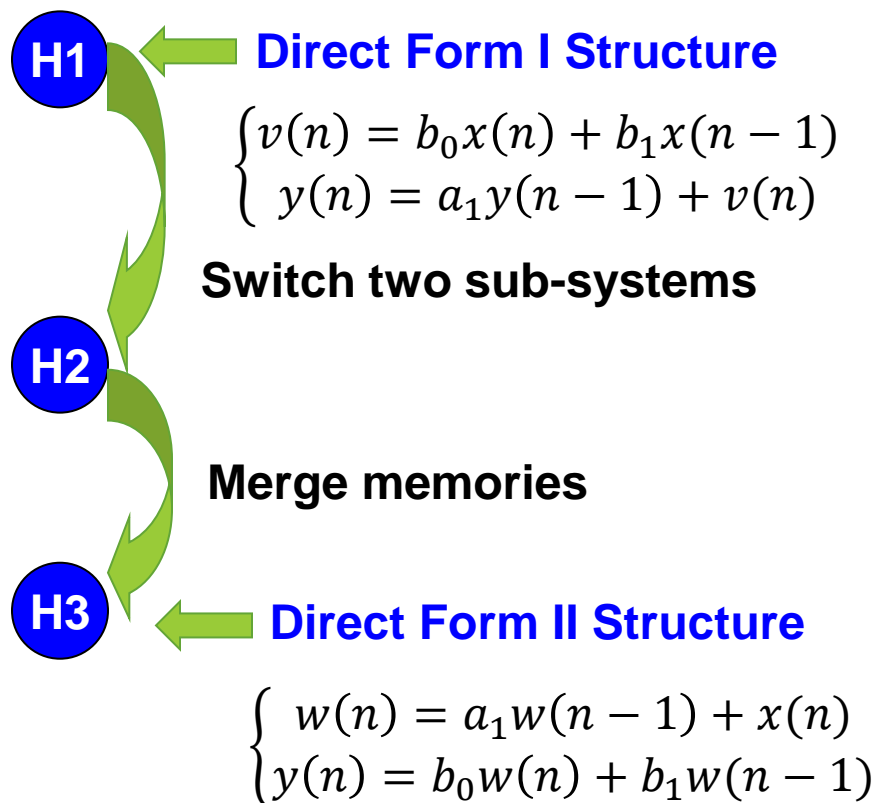 H1
Direct Form I Structure
v(n) = b₀x(n) + b₁x(n − 1)
y(n) = a₁y(n − 1) + v(n)
Switch two sub-systems
H2
Merge memories
H3
Direct Form II Structure
w(n) = a₁w(n − 1) + x(n)
y(n) = b₀w(n) + b₁w(n − 1)